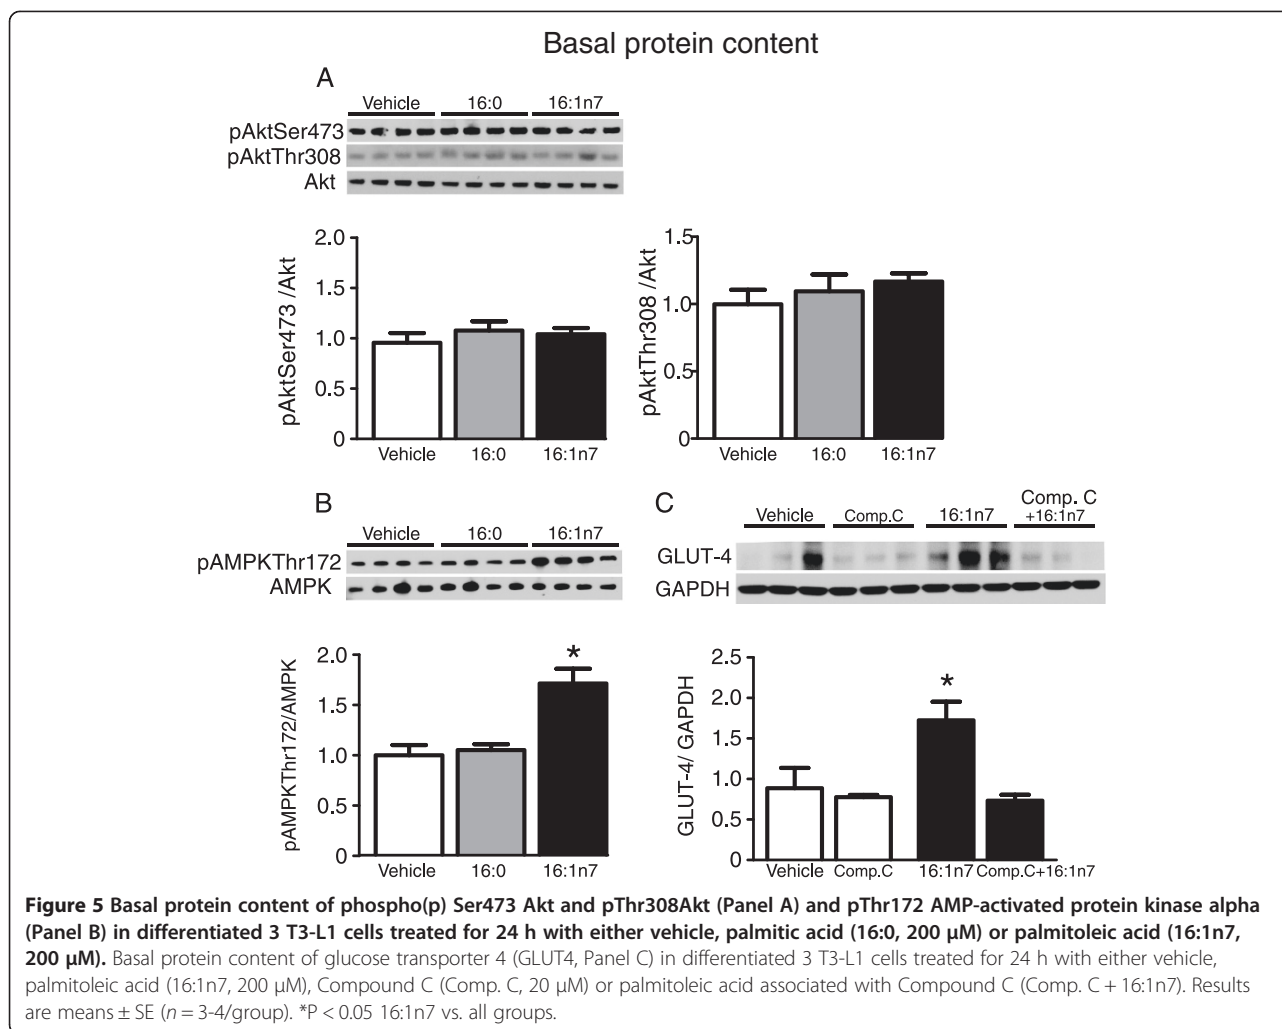 Basal protein content
A
Vehicle 16:0 16:1n7
pAktSer473
pAktThr308
Akt
pAktSer473 /Akt
2.0
1.5
1.0
0.5
0
Vehicle 16:0 16:1n7
pAktThr308 /Akt
1.5
1.0
0.5
0
Vehicle 16:0 16:1n7
B
Vehicle 16:0 16:1n7
pAMPKThr172
AMPK
pAMPKThr172/AMPK
2.0
1.5
1.0
0.5
0
*
Vehicle 16:0 16:1n7
C
Vehicle Comp.C 16:1n7 Comp. C
+16:1n7
GLUT-4
GAPDH
GLUT-4/ GAPDH
2.5
2.0
1.5
1.0
0.5
0
*
Vehicle Comp.C 16:1n7 Comp.C+16:1n7
Figure 5 Basal protein content of phospho(p) Ser473 Akt and pThr308Akt (Panel A) and pThr172 AMP-activated protein kinase alpha
(Panel B) in differentiated 3 T3-L1 cells treated for 24 h with either vehicle, palmitic acid (16:0, 200 μM) or palmitoleic acid (16:1n7,
200 μM). Basal protein content of glucose transporter 4 (GLUT4, Panel C) in differentiated 3 T3-L1 cells treated for 24 h with either vehicle,
palmitoleic acid (16:1n7, 200 μM), Compound C (Comp. C, 20 μM) or palmitoleic acid associated with Compound C (Comp. C + 16:1n7). Results
are means ± SE (n = 3-4/group). *P < 0.05 16:1n7 vs. all groups.